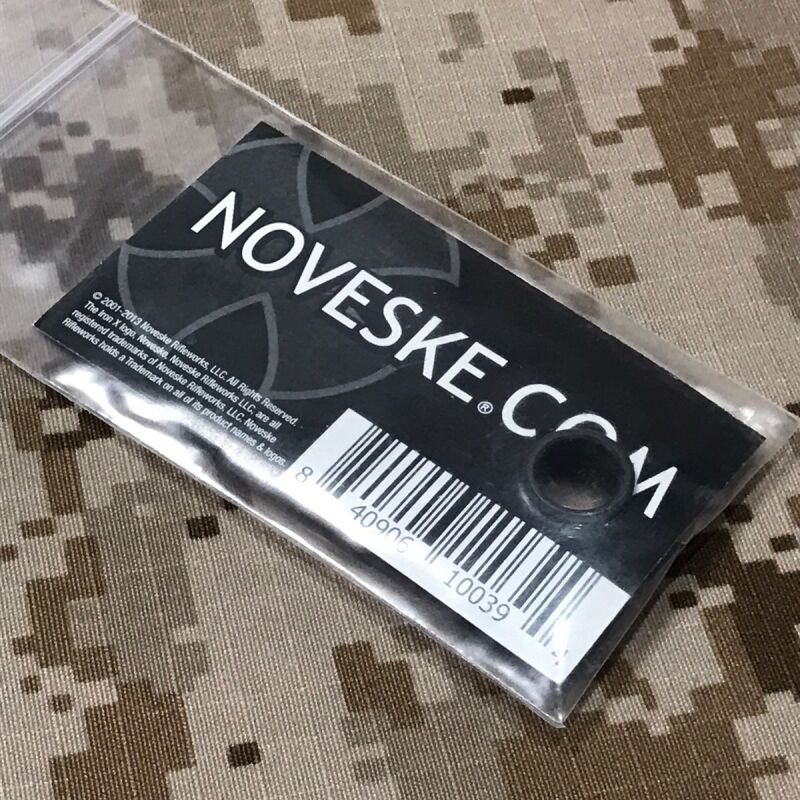 NOVESKE®.COM
© 2001-2013 Noveske Rifleworks, LLC. All Rights Reserved.
The Iron X logo, Noveske, Noveske Rifleworks LLC, are all
registered trademarks of Noveske Rifleworks, LLC. Noveske
Rifleworks holds a Trademark on all of its product names & logos.
8 40906 10039 4